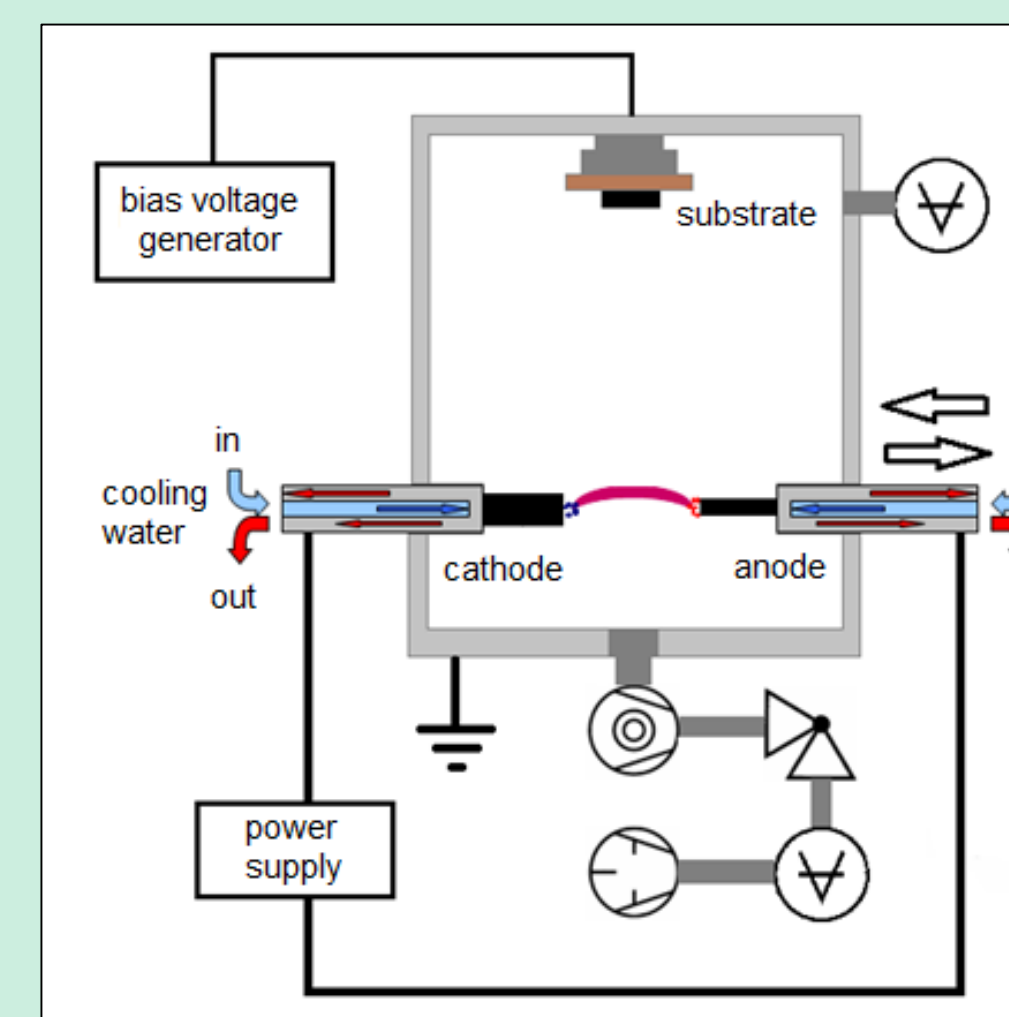 bias voltage
generator
substrate
in
cooling
water
out
cathode
anode
power
supply